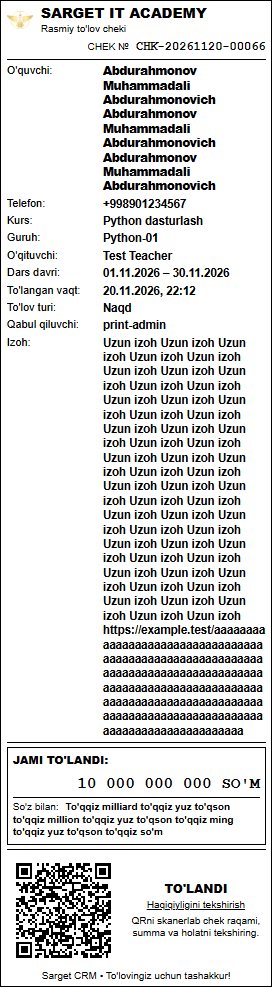 SARGET IT ACADEMY
Rasmiy to'lov cheki
CHEK № CHK-20261120-00066
O'quvchi: Abdurahmonov
Muhammadali
Abdurahmonovich
Abdurahmonov
Muhammadali
Abdurahmonovich
Abdurahmonov
Muhammadali
Abdurahmonovich
Telefon: +998901234567
Kurs: Python dasturlash
Guruh: Python-01
O'qituvchi: Test Teacher
Dars davri: 01.11.2026 – 30.11.2026
To'langan vaqt: 20.11.2026, 22:12
To'lov turi: Naqd
Qabul qiluvchi: print-admin
Izoh: Uzun izoh Uzun izoh Uzun
izoh Uzun izoh Uzun izoh
Uzun izoh Uzun izoh Uzun
izoh Uzun izoh Uzun izoh
Uzun izoh Uzun izoh Uzun
izoh Uzun izoh Uzun izoh
Uzun izoh Uzun izoh Uzun
izoh Uzun izoh Uzun izoh
Uzun izoh Uzun izoh Uzun
izoh Uzun izoh Uzun izoh
Uzun izoh Uzun izoh Uzun
izoh Uzun izoh Uzun izoh
Uzun izoh Uzun izoh Uzun
izoh Uzun izoh Uzun izoh
Uzun izoh Uzun izoh Uzun
izoh Uzun izoh Uzun izoh
Uzun izoh Uzun izoh Uzun
izoh Uzun izoh Uzun izoh
Uzun izoh Uzun izoh Uzun
izoh Uzun izoh Uzun izoh
https://example.test/aaaaaaaa
aaaaaaaaaaaaaaaaaaaaaaaaa
aaaaaaaaaaaaaaaaaaaaaaaaa
aaaaaaaaaaaaaaaaaaaaaaaaa
aaaaaaaaaaaaaaaaaaaaaaaaa
aaaaaaaaaaaaaaaaaaaaaaaaa
aaaaaaaaaaaaaaaaaaaaaaaaa
aaaaaaaaaaaaaaaaaaaaaa
JAMI TO'LANDI:
10 000 000 000 SO'M
So'z bilan: To'qqiz milliard to'qqiz yuz to'qson
to'qqiz million to'qqiz yuz to'qson to'qqiz ming
to'qqiz yuz to'qson to'qqiz so'm
TO'LANDI
Haqiqiyligini tekshirish
QRni skanerlab chek raqami,
summa va holatni tekshiring.
Sarget CRM • To'lovingiz uchun tashakkur!